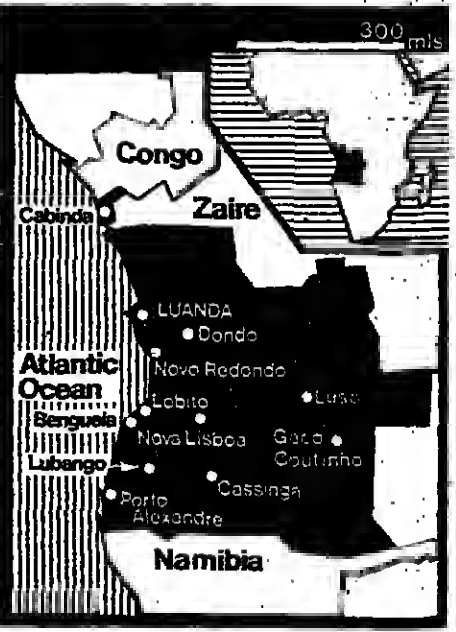 300 mls
Congo
Zaire
Cabinda
LUANDA
Dondo
Novo Redondo
Atlantic
Ocean
Lobito
Luso
Benguela
Nova Lisboa
Gago
Coutinho
Lubango
Cassinga
Porto
Alexandre
Namibia